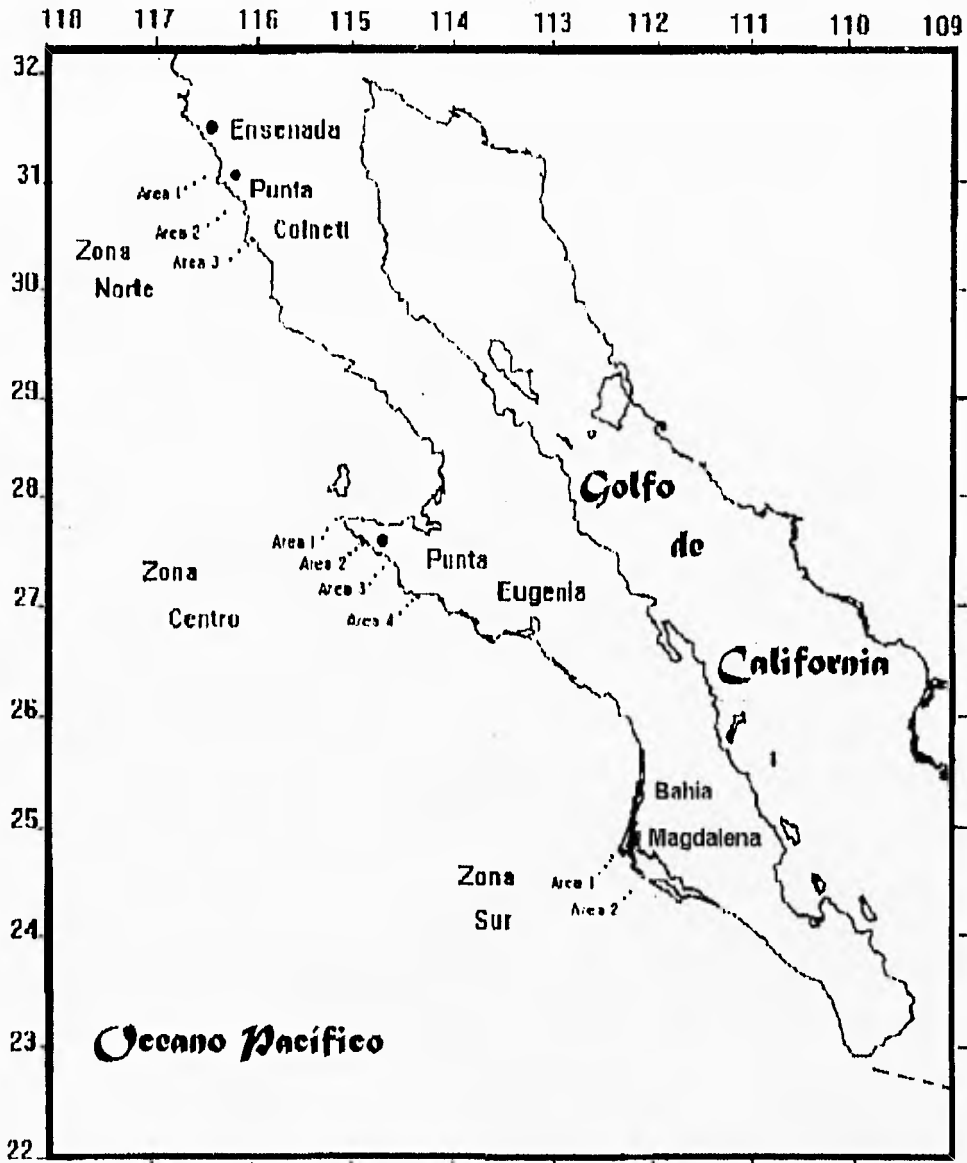 118 117 116 115 114 113 112 111 110 109
32
Ensenada
31
Area 1
Punta
Area 2
Colnett
Zona
Area 3
Norte
30
29
28
Golfo
de
California
Area 1
Area 2
Punta
Zona
Area 3
Eugenia
27
Centro
Area 4
26
25
Bahia
Magdalena
Zona
Area 1
Area 2
Sur
24
23
Oceano Pacífico
22